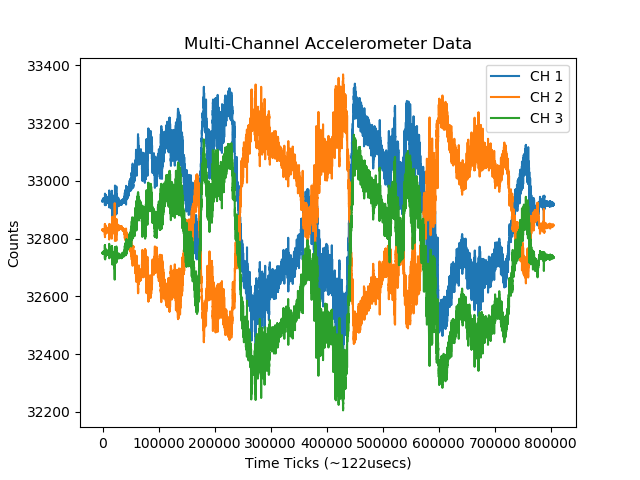 Multi-Channel Accelerometer Data
33400
33200
33000
32800
32600
32400
32200
Counts
CH 1
CH 2
CH 3
0 100000 200000 300000 400000 500000 600000 700000 800000
Time Ticks (~122usecs)